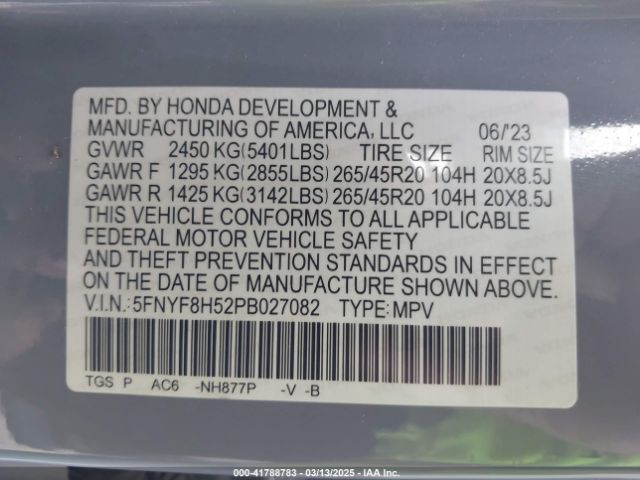 MFD. BY HONDA DEVELOPMENT &
MANUFACTURING OF AMERICA, LLC 06/'23
GVWR 2450 KG(5401LBS) TIRE SIZE RIM SIZE
GAWR F 1295 KG(2855LBS) 265/45R20 104H 20X8.5J
GAWR R 1425 KG(3142LBS) 265/45R20 104H 20X8.5J
THIS VEHICLE CONFORMS TO ALL APPLICABLE
FEDERAL MOTOR VEHICLE SAFETY
AND THEFT PREVENTION STANDARDS IN EFFECT
ON THE DATE OF MANUFACTURE SHOWN ABOVE.
V.I.N.:5FNYF8H52PB027082 TYPE:MPV
TGS P AC6 -NH877P -V -B
000-41788783 - 03/13/2025 - IAA Inc.